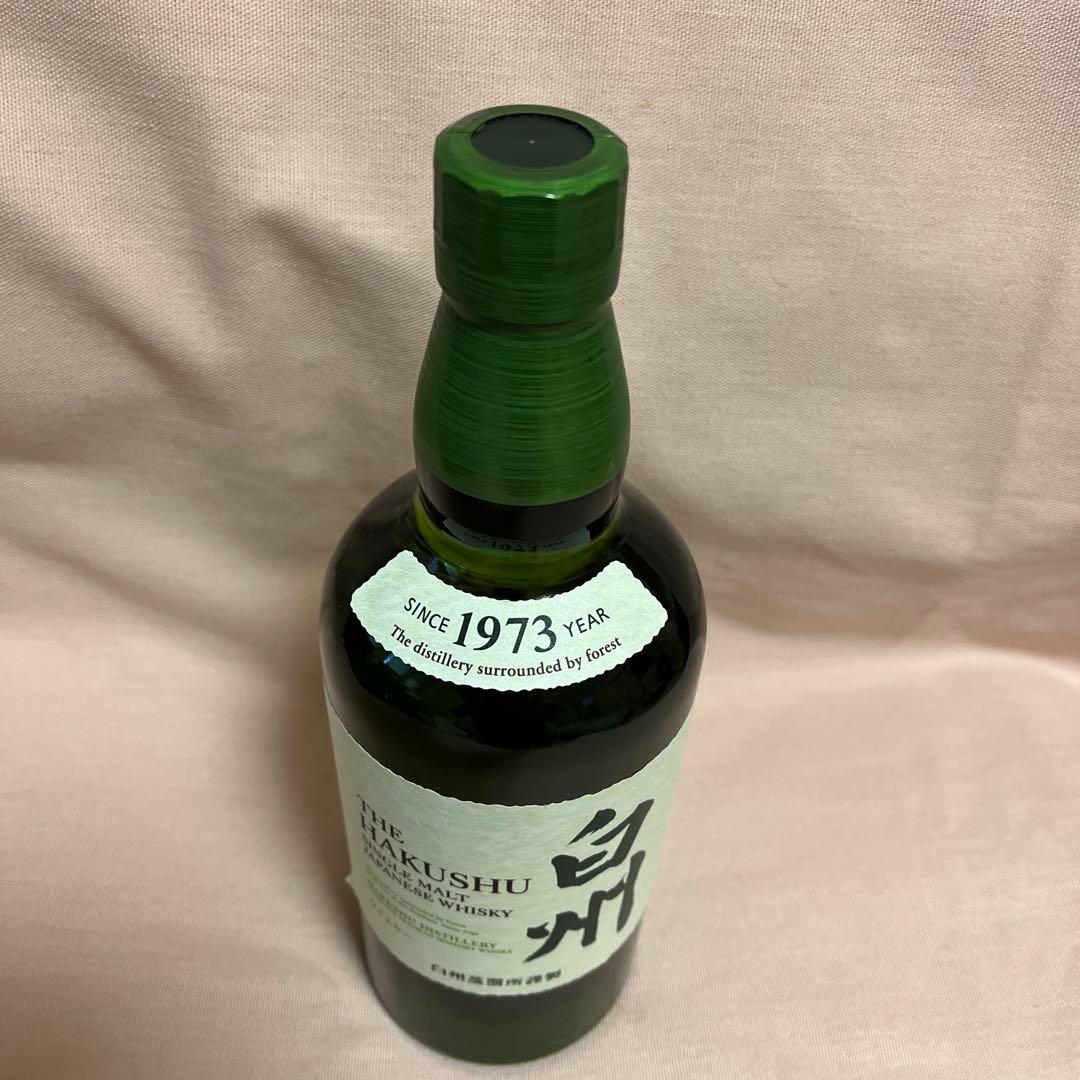 SINCE 1973 YEAR
The distillery surrounded by forest
THE
HAKUSHU
SINGLE MALT
JAPANESE WHISKY
白州
白州蒸溜所謹製